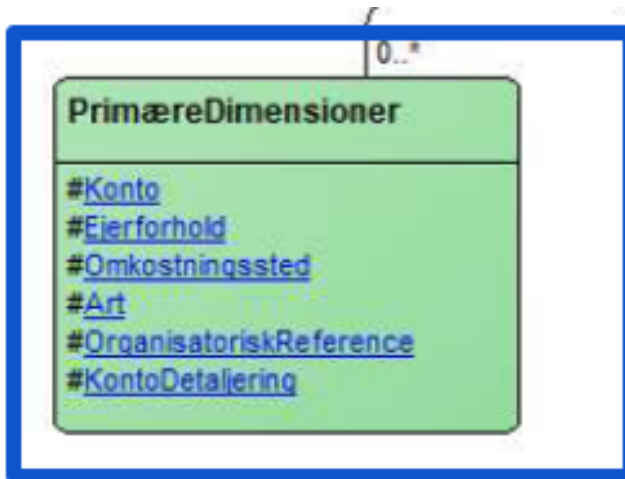 0..*
PrimæreDimensioner
#Konto
#Ejerforhold
#Omkostningssted
#Art
#OrganisatoriskReference
#KontoDetaljering